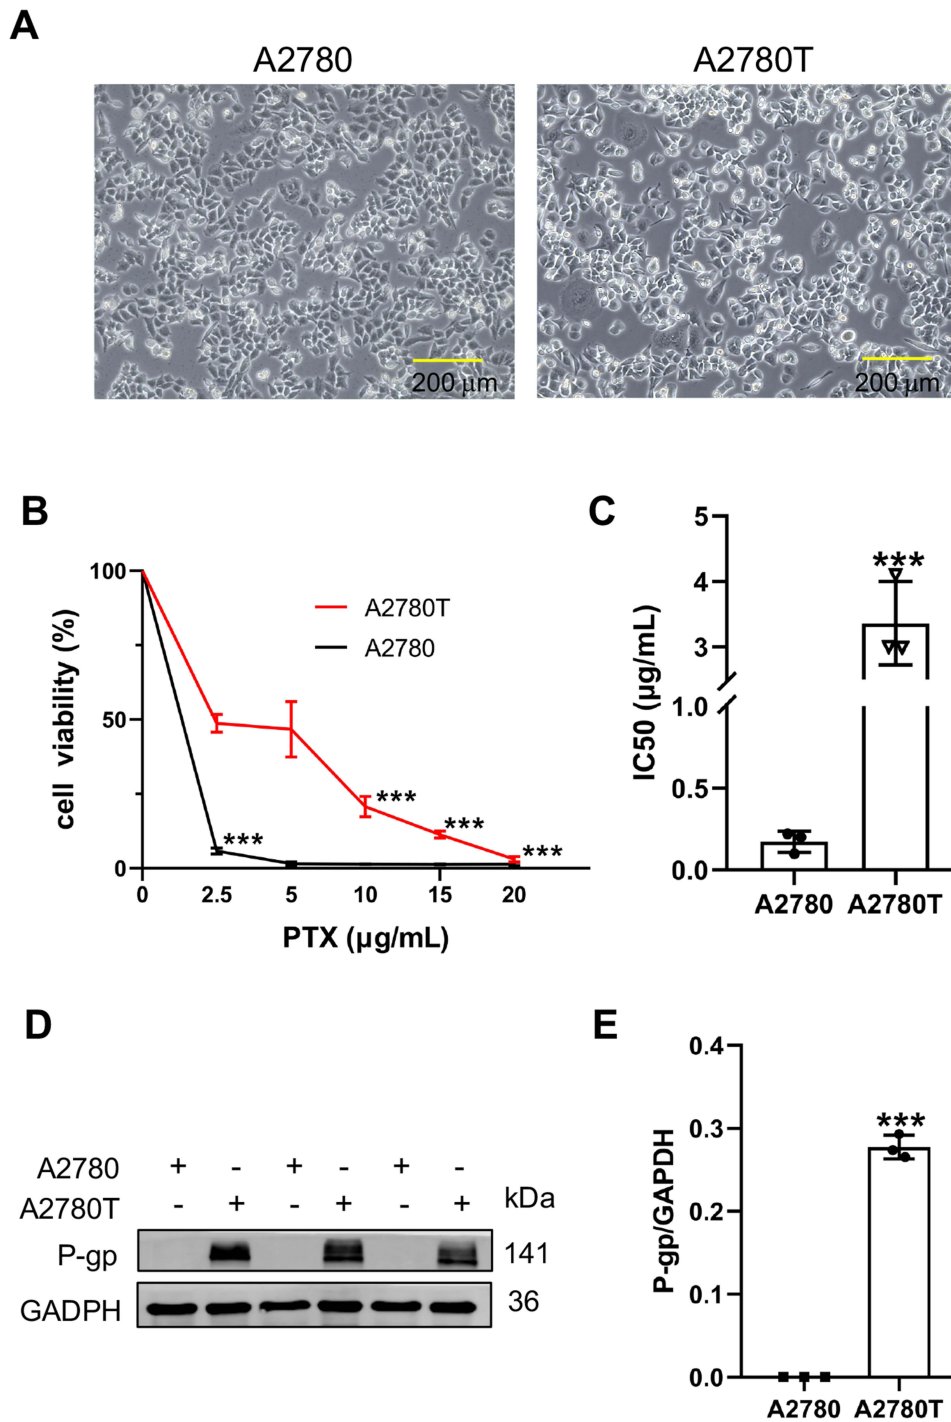 A
A2780 A2780T
200 μm 200 μm
B
100
50
0
cell viability (%)
A2780T
A2780
***
***
***
***
0 2.5 5 10 15 20
PTX (μg/mL)
C
5
4
3
1.0
0.5
0.0
IC50 (μg/mL)
***
A2780 A2780T
D
A2780 + - + - + -
A2780T - + - + - + kDa
P-gp 141
GADPH 36
E
0.4
0.3
0.2
0.1
0.0
P-gp/GAPDH
***
A2780 A2780T